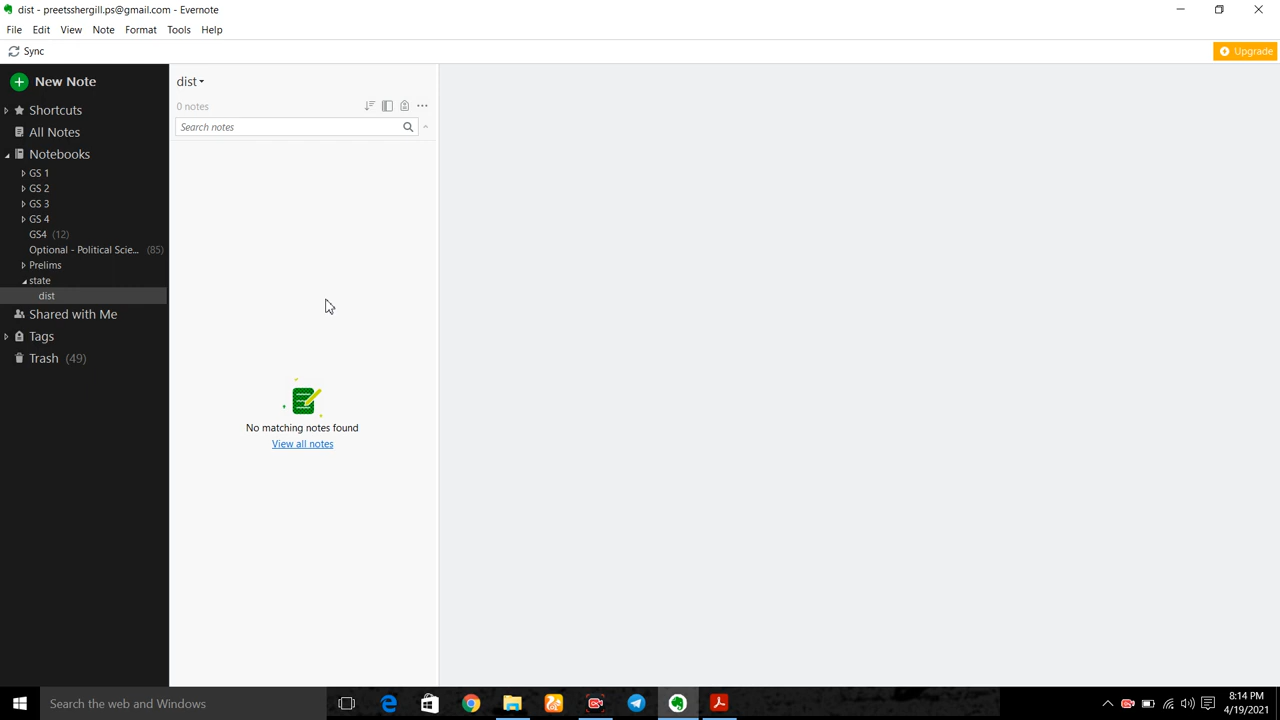 dist - preetsshergill.ps@gmail.com - Evernote
File Edit View Note Format Tools Help
Sync
Upgrade
New Note
Shortcuts
All Notes
Notebooks
GS 1
GS 2
GS 3
GS 4
GS4 (12)
Optional - Political Scie... (85)
Prelims
state
dist
Shared with Me
Tags
Trash (49)
dist
0 notes
Search notes
No matching notes found
View all notes
Search the web and Windows
8:14 PM
4/19/2021